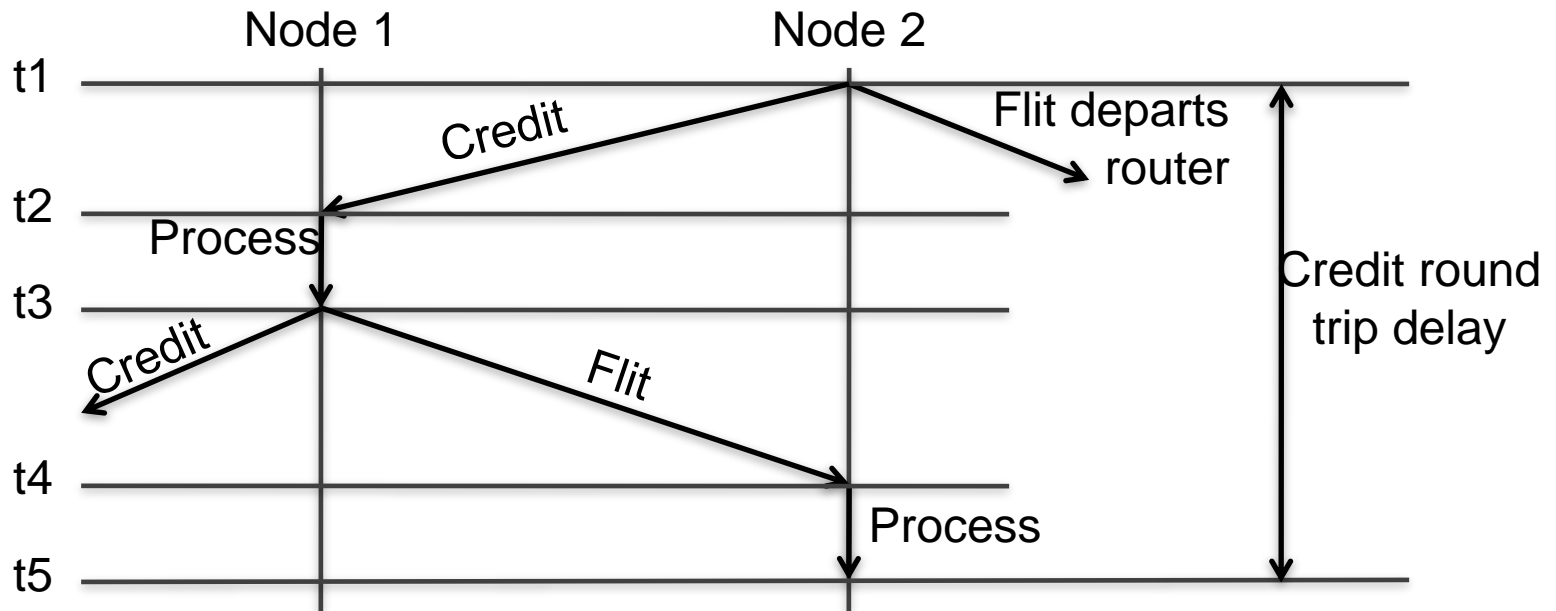 Node 1
Node 2
t1
Flit departs
router
Credit
t2
Process
Credit round
trip delay
t3
Credit
Flit
t4
Process
t5